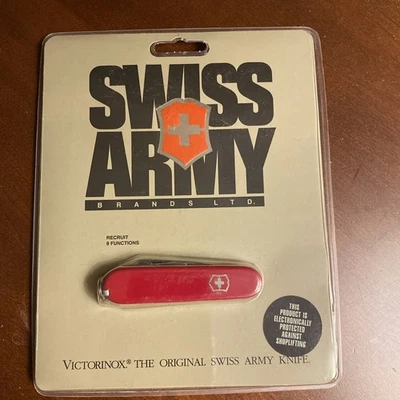 SWISS
ARMY
BRANDS LTD.
RECRUIT
9 FUNCTIONS
THIS
PRODUCT IS
ELECTRONICALLY
PROTECTED
AGAINST
SHOPLIFTING
VICTORINOX® THE ORIGINAL SWISS ARMY KNIFE.